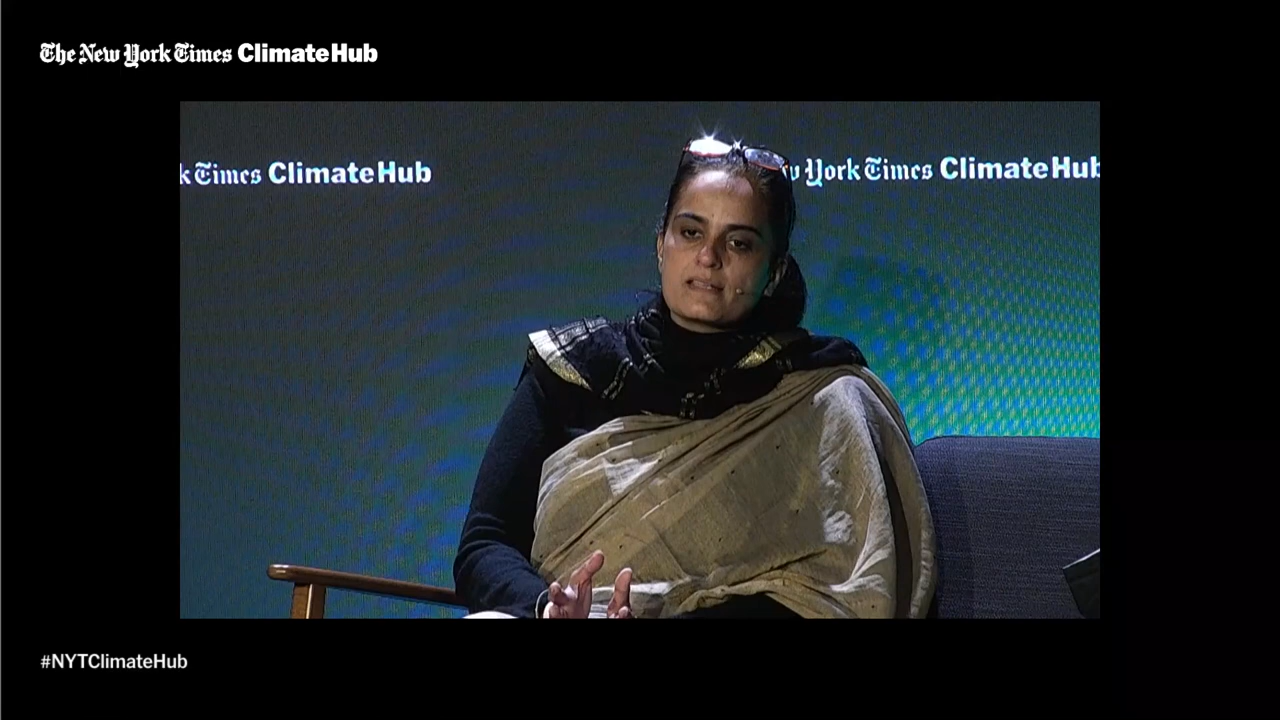 The New York Times Climate Hub
k Times Climate Hub
w York Times Climate Hub
#NYTClimateHub